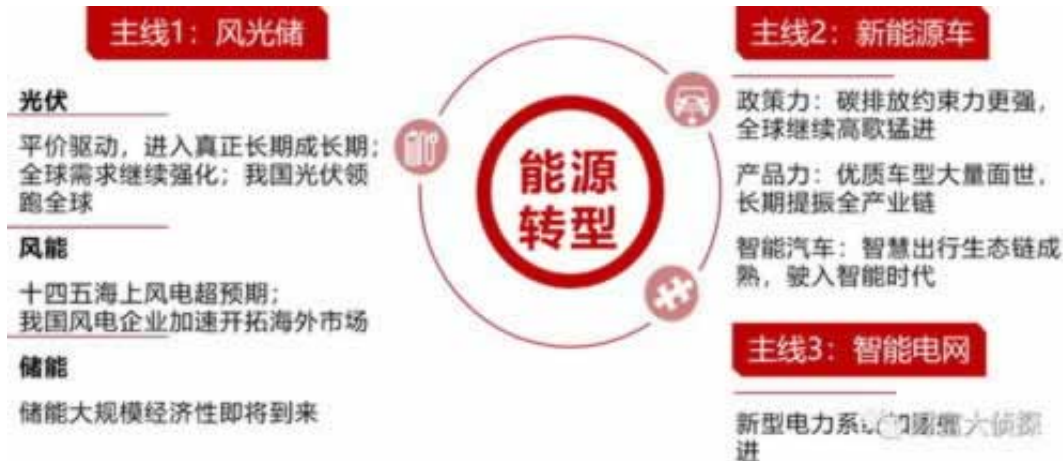 主线1：风光储
光伏
平价驱动，进入真正长期成长期；
全球需求继续强化；我国光伏领
跑全球
风能
十四五海上风电超预期；
我国风电企业加速开拓海外市场
储能
储能大规模经济性即将到来
能源
转型
主线2：新能源车
政策力：碳排放约束力更强，
全球继续高歌猛进
产品力：优质车型大量面世，
长期提振全产业链
智能汽车：智慧出行生态链成
熟，驶入智能时代
主线3：智能电网
新型电力系
大侦探
进